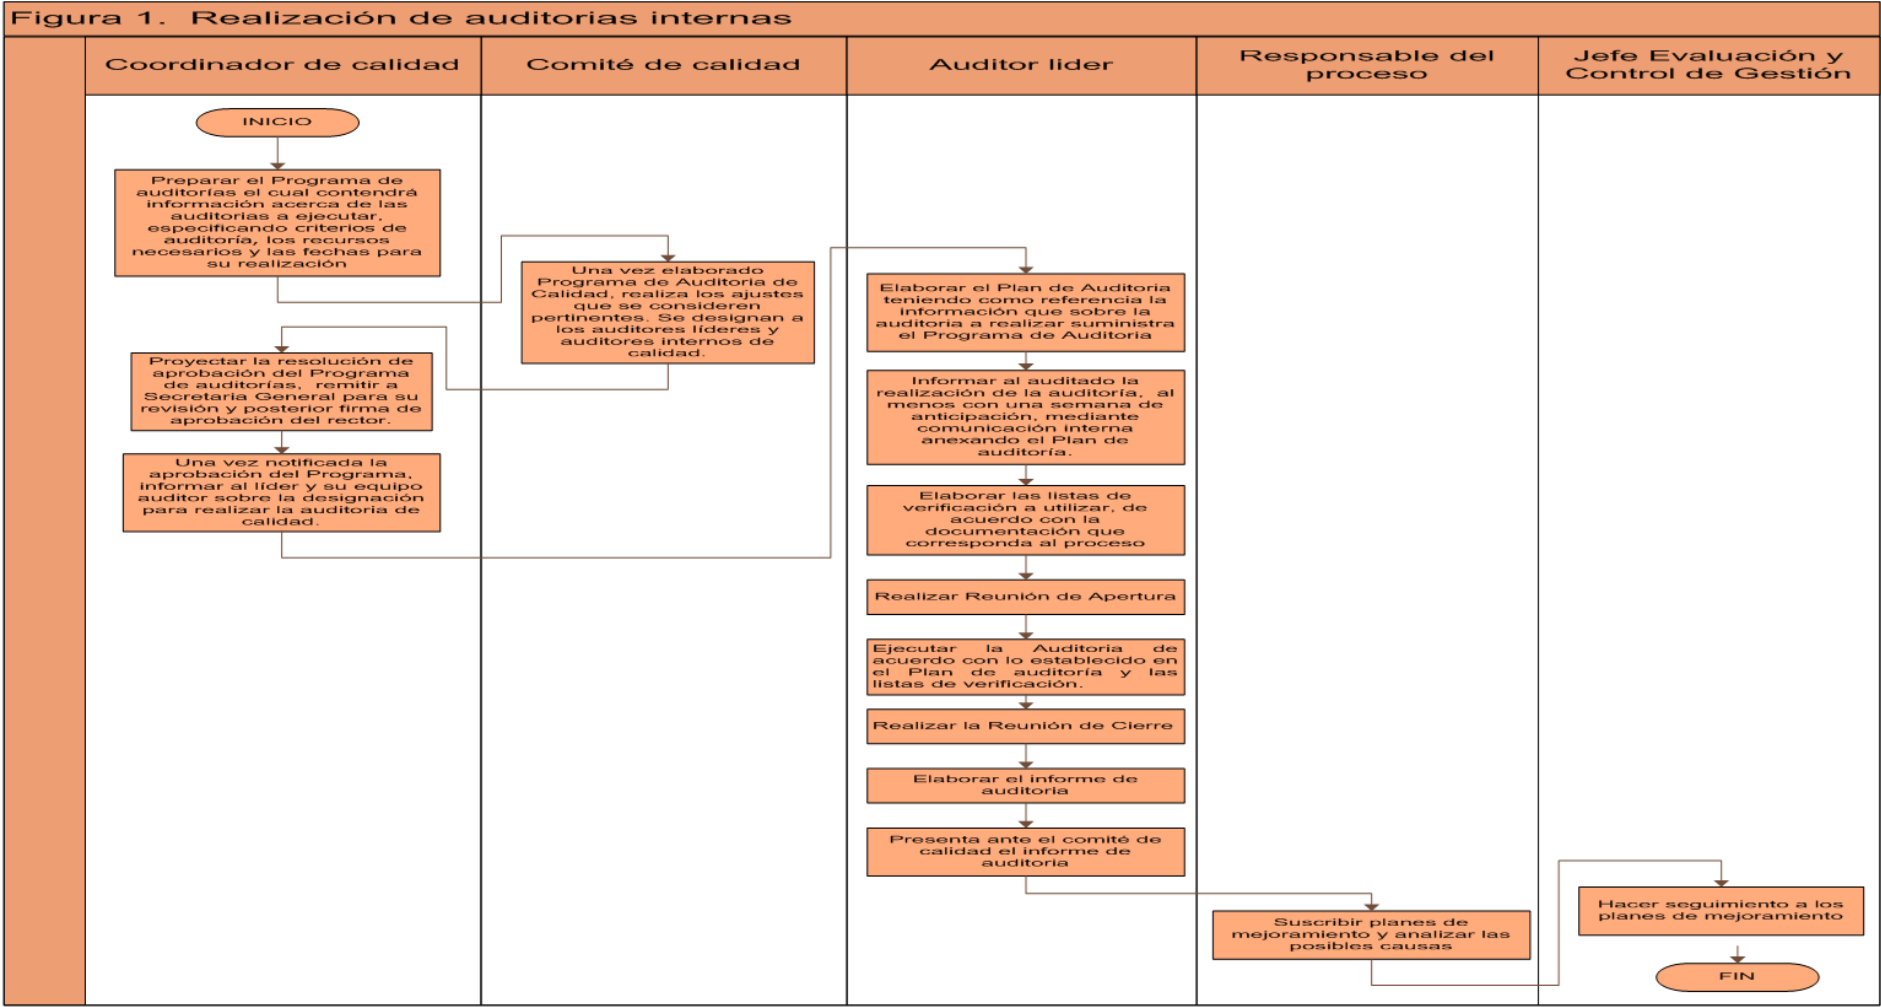 Figura 1.  Realización de auditorias internas
Coordinador de calidad
Comité de calidad
Auditor lider
Responsable del
proceso
Jefe Evaluación y
Control de Gestión
INICIO
Preparar el Programa de
auditorías el cual contendrá
información acerca de las
auditorias a ejecutar,
especificando criterios de
auditoría, los recursos
necesarios y las fechas para
su realización
Una vez elaborado
Programa de Auditoria de
Calidad, realiza los ajustes
que se consideren
pertinentes. Se designan a
los auditores líderes y
auditores internos de
calidad.
Proyectar la resolución de
aprobación del Programa
de auditorías,  remitir a
Secretaria General para su
revisión y posterior firma de
aprobación del rector.
Una vez notificada la
aprobación del Programa,
informar al líder y su equipo
auditor sobre la designación
para realizar la auditoria de
calidad.
Elaborar el Plan de Auditoria
teniendo como referencia la
información que sobre la
auditoria a realizar suministra
el Programa de Auditoria
Informar al auditado la
realización de la auditoría,  al
menos con una semana de
anticipación, mediante
comunicación interna
anexando el Plan de
auditoría.
Elaborar las listas de
verificación a utilizar, de
acuerdo con la
documentación que
corresponda al proceso
Realizar Reunión de Apertura
Ejecutar la Auditoria de
acuerdo con lo establecido en
el Plan de auditoría y las
listas de verificación.
Realizar la Reunión de Cierre
Elaborar el informe de
auditoria
Presenta ante el comité de
calidad el informe de
auditoria
Suscribir planes de
mejoramiento y analizar las
posibles causas
Hacer seguimiento a los
planes de mejoramiento
FIN